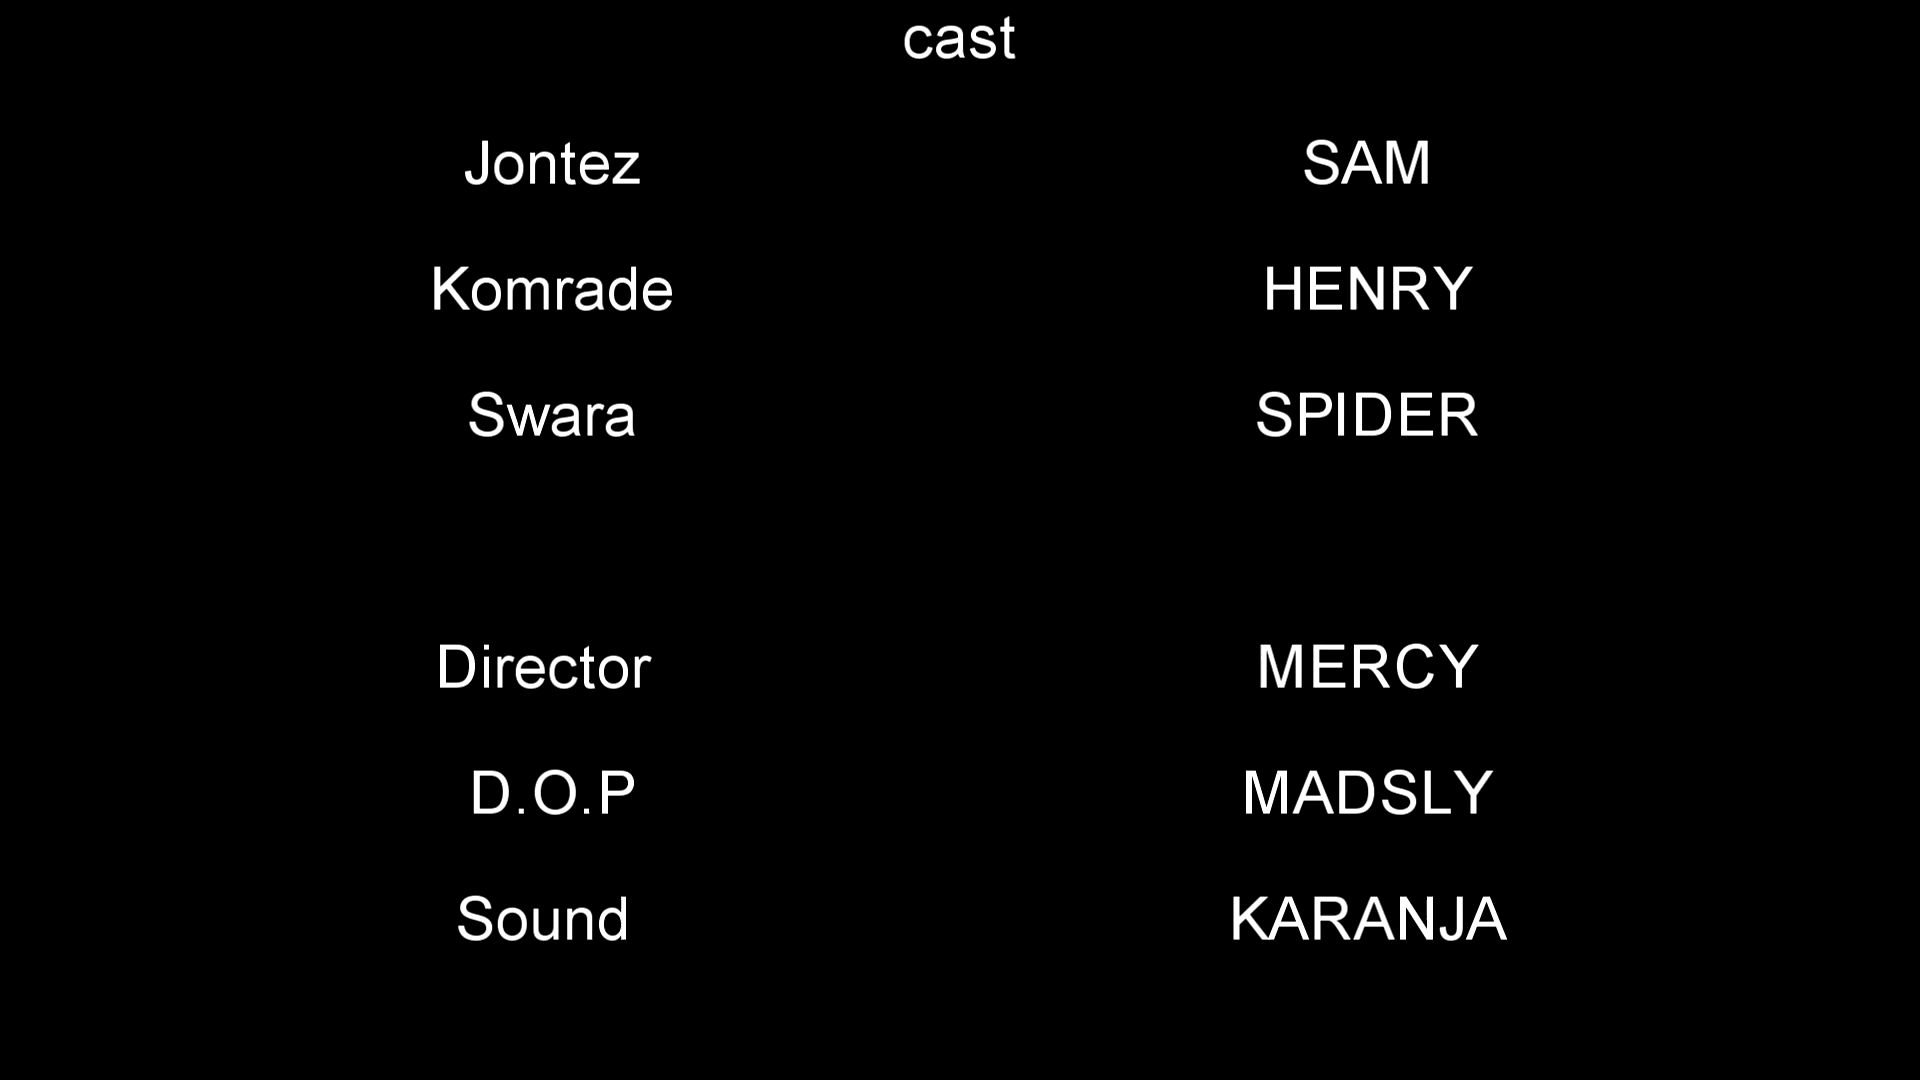 cast
Jontez SAM
Komrade HENRY
Swara SPIDER
Director MERCY
D.O.P MADSLY
Sound KARANJA